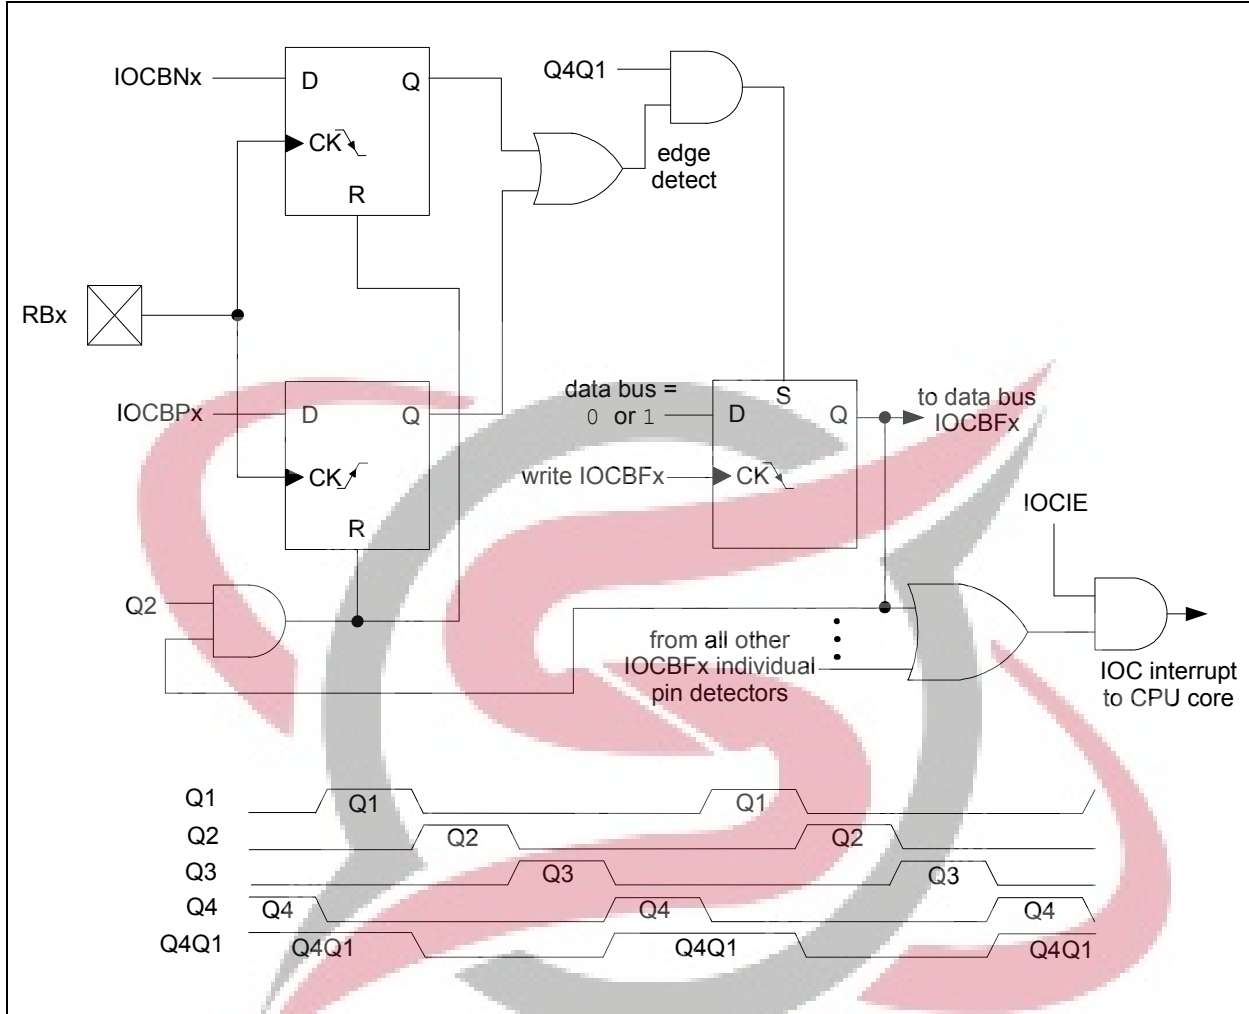 IOCBNx
D
Q
CK
R
Q4Q1
edge
detect
RBx
IOCBPx
D
Q
CK
R
data bus =
0 or 1
S
D
Q
to data bus
IOCBFx
write IOCBFx
CK
IOCIE
Q2
from all other
IOCBFx individual
pin detectors
IOC interrupt
to CPU core
Q1 Q1 Q1
Q2 Q2 Q2
Q3 Q3 Q3
Q4 Q4 Q4 Q4
Q4Q1 Q4Q1 Q4Q1 Q4Q1